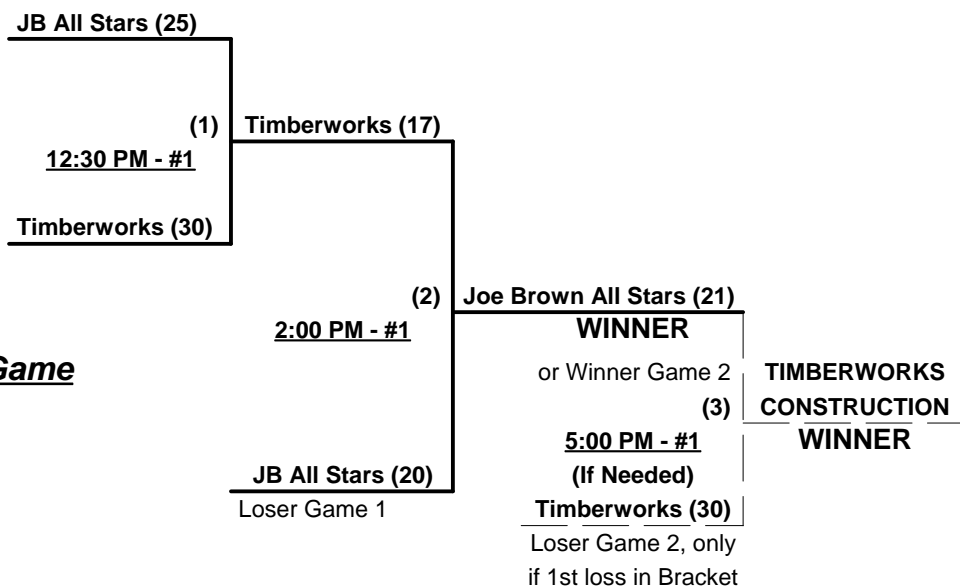 JB All Stars (25)
(1)
Timberworks (17)
12:30 PM - #1
Timberworks (30)
(2)
Joe Brown All Stars (21)
2:00 PM - #1
WINNER
Game
or Winner Game 2
TIMBERWORKS
(3)
CONSTRUCTION
5:00 PM - #1
WINNER
JB All Stars (20)
(If Needed)
Loser Game 1
Timberworks (30)
Loser Game 2, only
if 1st loss in Bracket